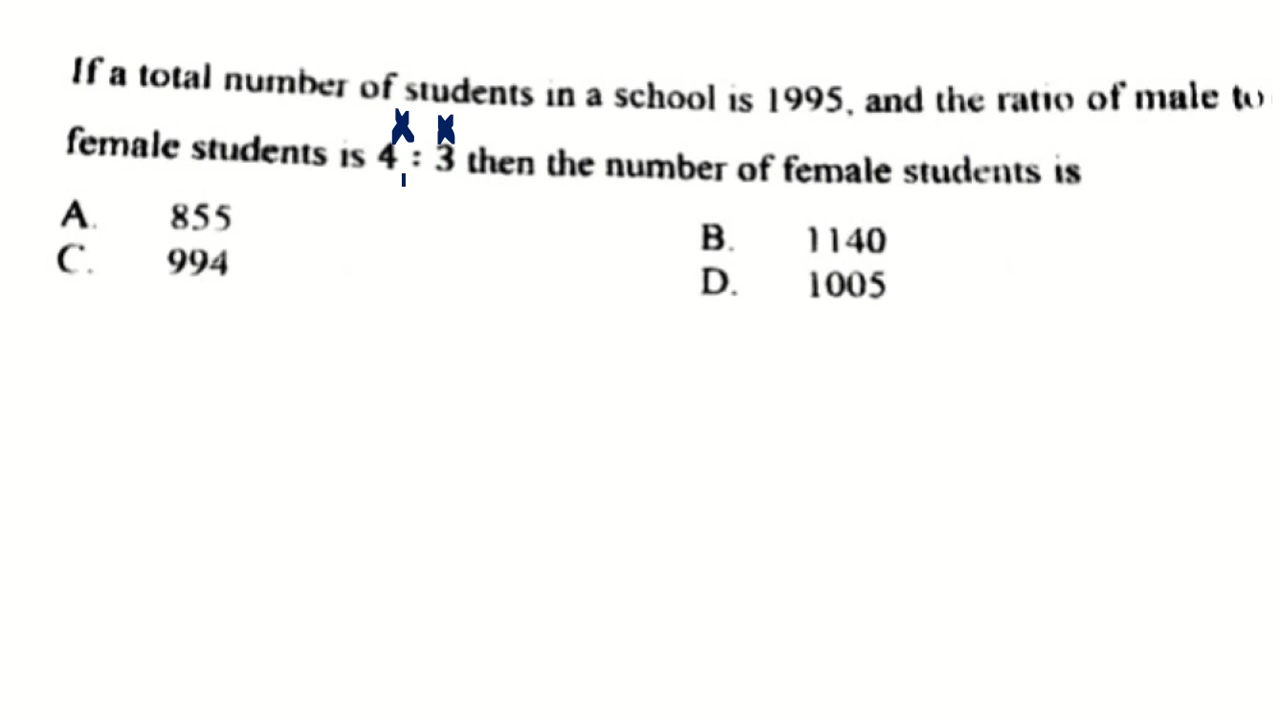 If a total number of students in a school is 1995, and the ratio of male to
x x
female students is 4 : 3 then the number of female students is
A. 855
B. 1140
C. 994
D. 1005